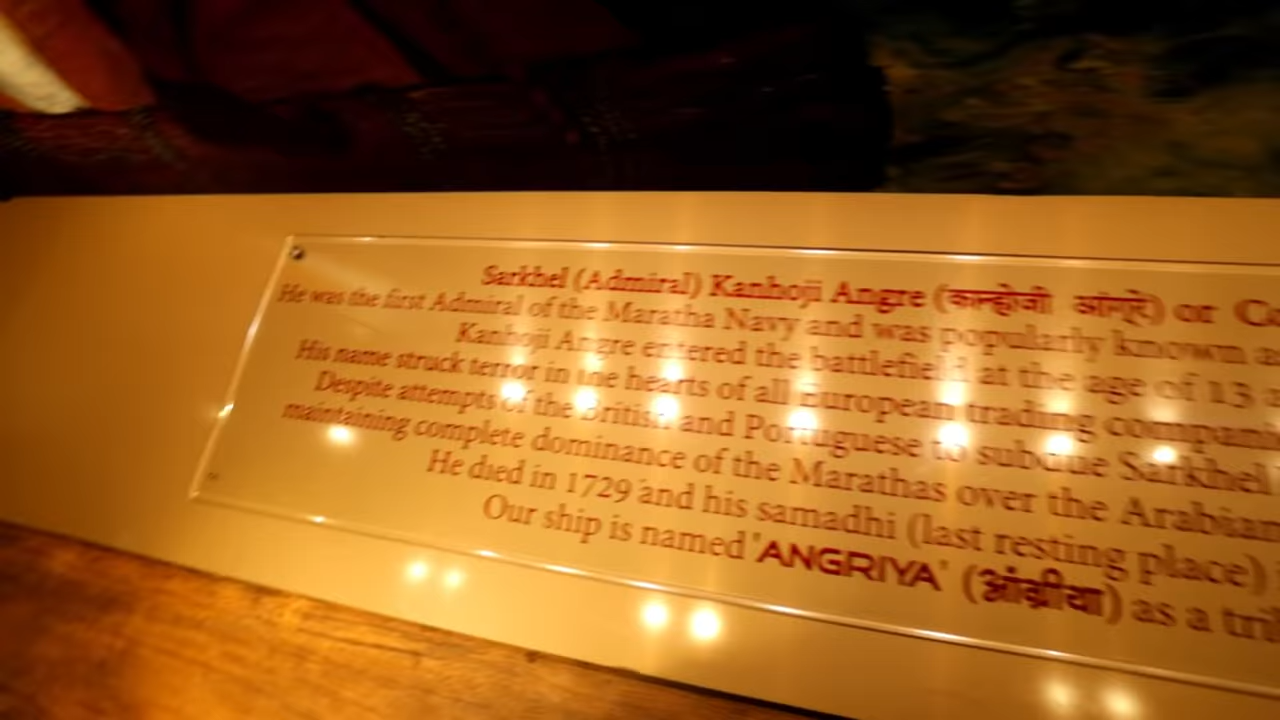 Sarkhel (Admiral) Kanhoji Angre (कान्होजी आंग्रे) or
He was the first Admiral of the Maratha Navy and was popularly known
Kanhoji Angre entered the battlefield at the age of 13
His name struck terror in the hearts of all European trading
Despite attempts of the British and Portuguese to subdue Sarkhel
maintaining complete dominance of the Marathas over the Arabian
He died in 1729 and his samadhi (last resting place)
Our ship is named 'ANGRIYA' (आंग्रीया) as a